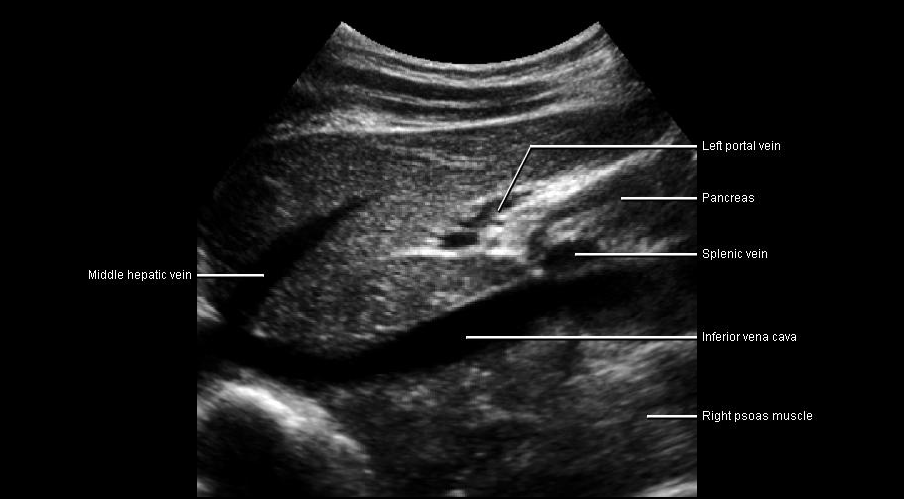 Left portal vein
Pancreas
Splenic vein
Middle hepatic vein
Inferior vena cava
Right psoas muscle